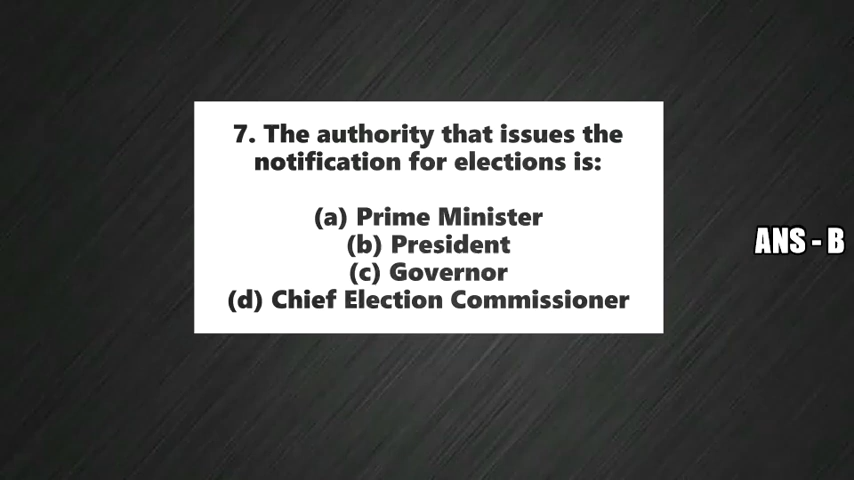 7. The authority that issues the
notification for elections is:
(a) Prime Minister
(b) President
(c) Governor
(d) Chief Election Commissioner
ANS - B